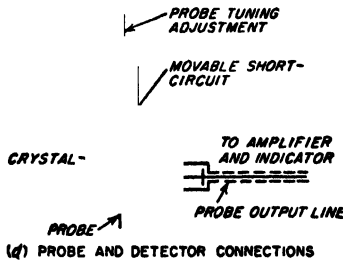 PROBE TUNING
ADJUSTMENT
MOVABLE SHORT-
CIRCUIT
CRYSTAL-
TO AMPLIFIER
AND INDICATOR
PROBE OUTPUT LINE
PROBE
(d) PROBE AND DETECTOR CONNECTIONS